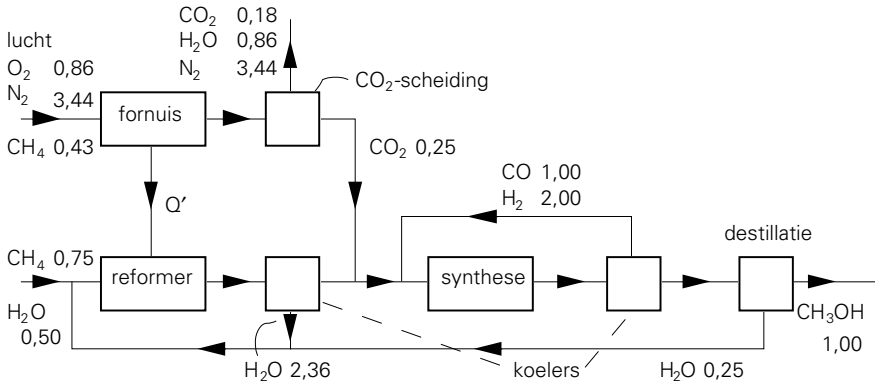 CO₂ 0,18
H₂O 0,86
N₂ 3,44
lucht
O₂ 0,86
N₂ 3,44
CH₄ 0,43
fornuis
CO₂-scheiding
CO₂ 0,25
Q′
CO 1,00
H₂ 2,00
destillatie
CH₄ 0,75
H₂O
0,50
reformer
synthese
CH₃OH
1,00
H₂O 2,36
koelers
H₂O 0,25